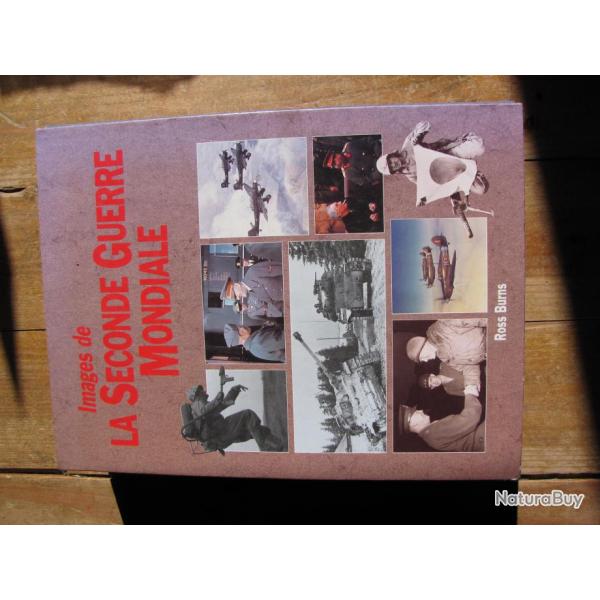 Images de
LA SECONDE GUERRE
MONDIALE
Ross Burns
NaturaBuy